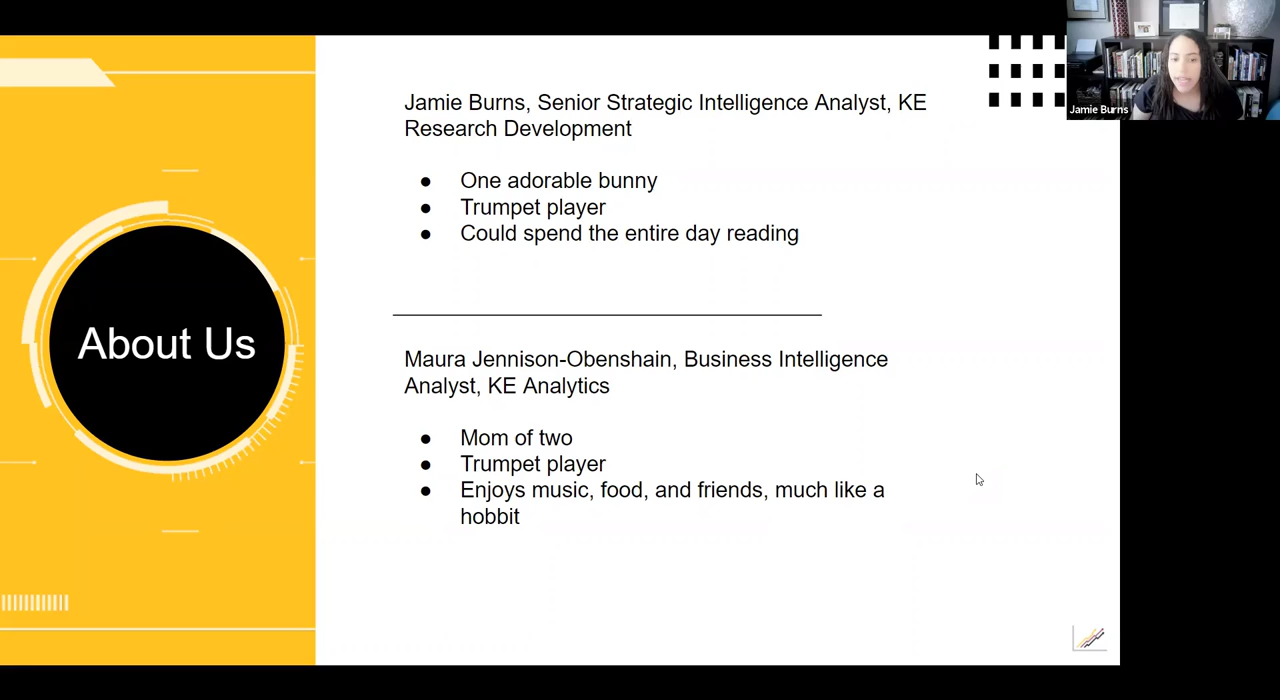 Jamie Burns, Senior Strategic Intelligence Analyst, KE
Research Development
● One adorable bunny
● Trumpet player
● Could spend the entire day reading
About Us
Maura Jennison-Obenshain, Business Intelligence
Analyst, KE Analytics
● Mom of two
● Trumpet player
● Enjoys music, food, and friends, much like a
hobbit
Jamie Burns